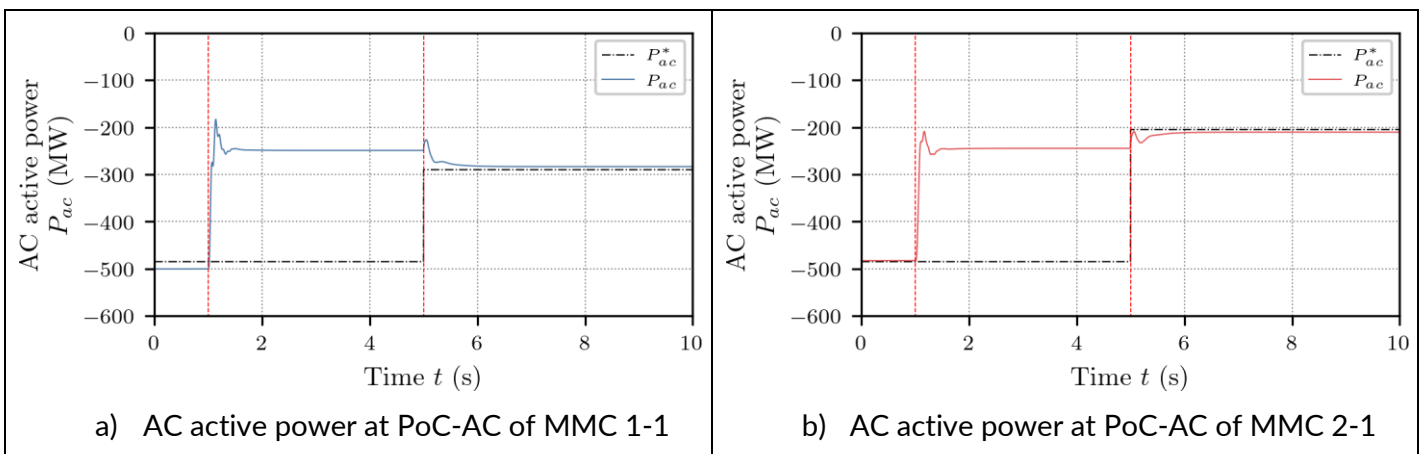 0
−100
−200
−300
−400
−500
−600
AC active power
P_ac (MW)
P*_ac
P_ac
0 2 4 6 8 10
Time t (s)
a) AC active power at PoC-AC of MMC 1-1
0
−100
−200
−300
−400
−500
−600
AC active power
P_ac (MW)
P*_ac
P_ac
0 2 4 6 8 10
Time t (s)
b) AC active power at PoC-AC of MMC 2-1